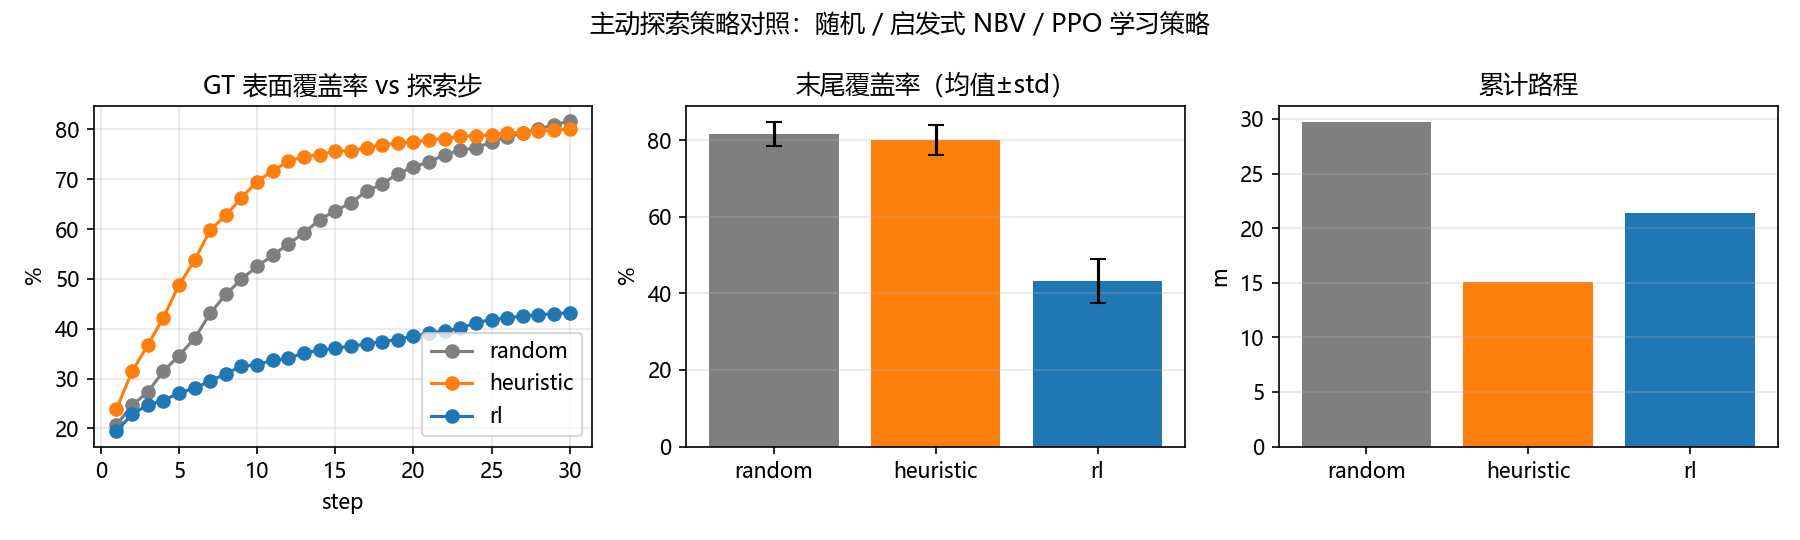 主动探索策略对照：随机 / 启发式 NBV / PPO 学习策略
GT 表面覆盖率 vs 探索步
%
80
70
60
50
40
30
20
0
5
10
15
20
25
30
step
random
heuristic
rl
末尾覆盖率（均值±std）
%
80
60
40
20
0
random
heuristic
rl
累计路程
m
30
25
20
15
10
5
0
random
heuristic
rl